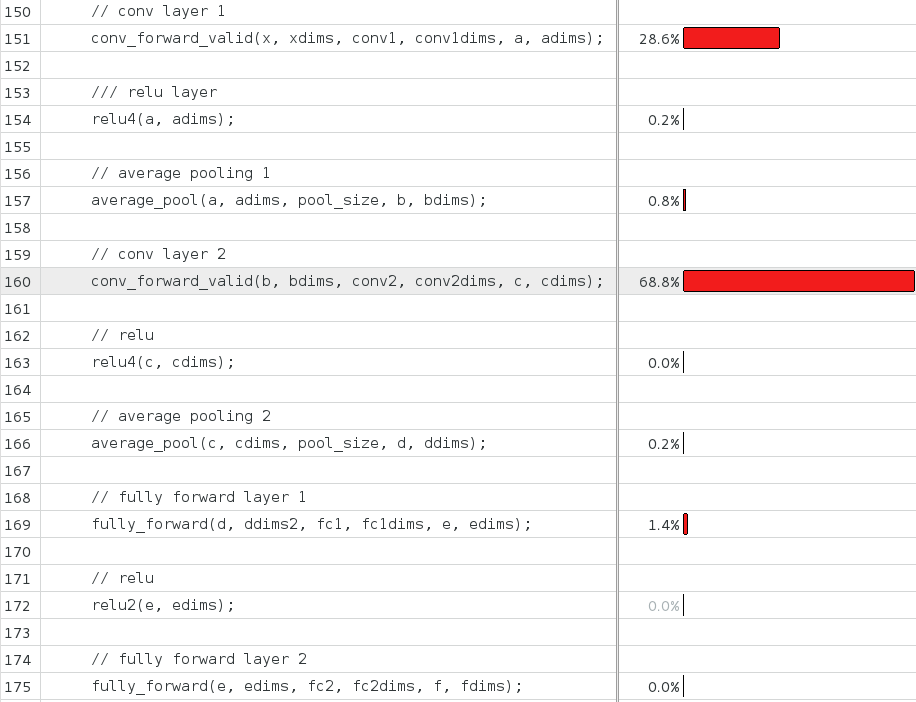 150 // conv layer 1
151 conv_forward_valid(x, xdims, conv1, conv1dims, a, adims); 28.6%
152
153 /// relu layer
154 relu4(a, adims); 0.2%
155
156 // average pooling 1
157 average_pool(a, adims, pool_size, b, bdims); 0.8%
158
159 // conv layer 2
160 conv_forward_valid(b, bdims, conv2, conv2dims, c, cdims); 68.8%
161
162 // relu
163 relu4(c, cdims); 0.0%
164
165 // average pooling 2
166 average_pool(c, cdims, pool_size, d, ddims); 0.2%
167
168 // fully forward layer 1
169 fully_forward(d, ddims2, fc1, fc1dims, e, edims); 1.4%
170
171 // relu
172 relu2(e, edims); 0.0%
173
174 // fully forward layer 2
175 fully_forward(e, edims, fc2, fc2dims, f, fdims); 0.0%